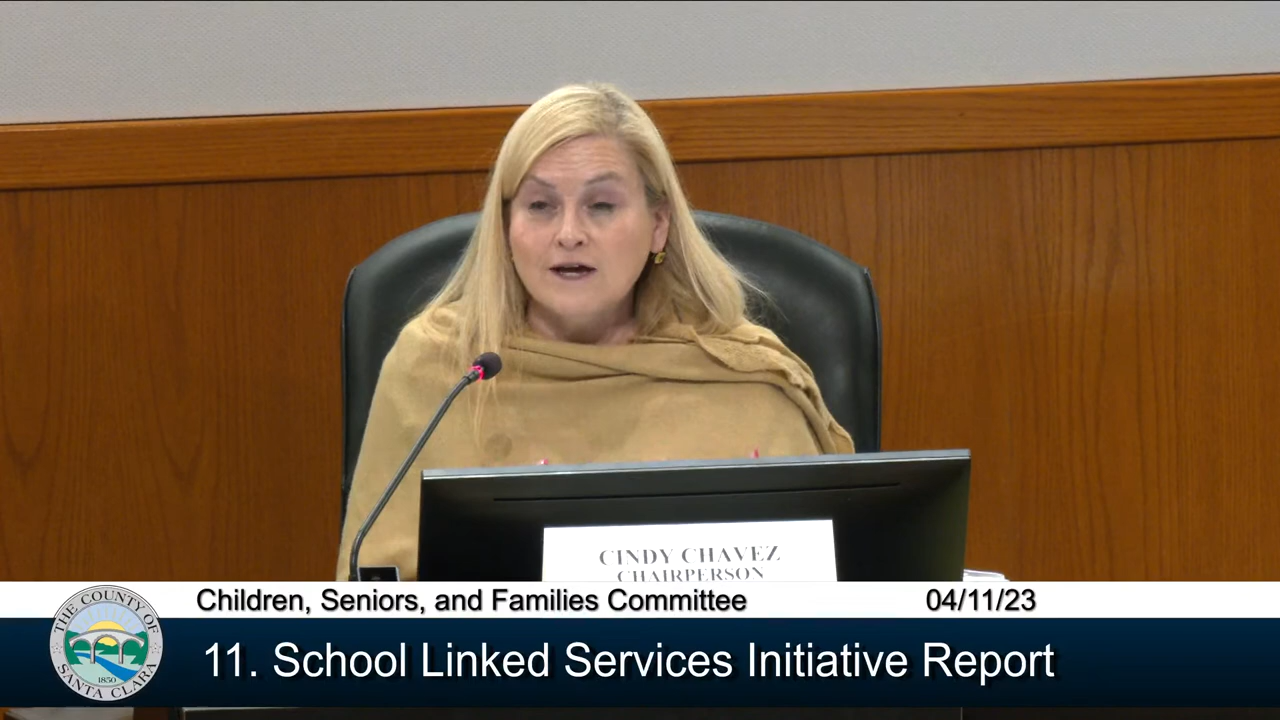 CINDY CHAVEZ
CHAIRPERSON
Children, Seniors, and Families Committee 04/11/23
THE COUNTY OF
SANTA CLARA
1850
11. School Linked Services Initiative Report